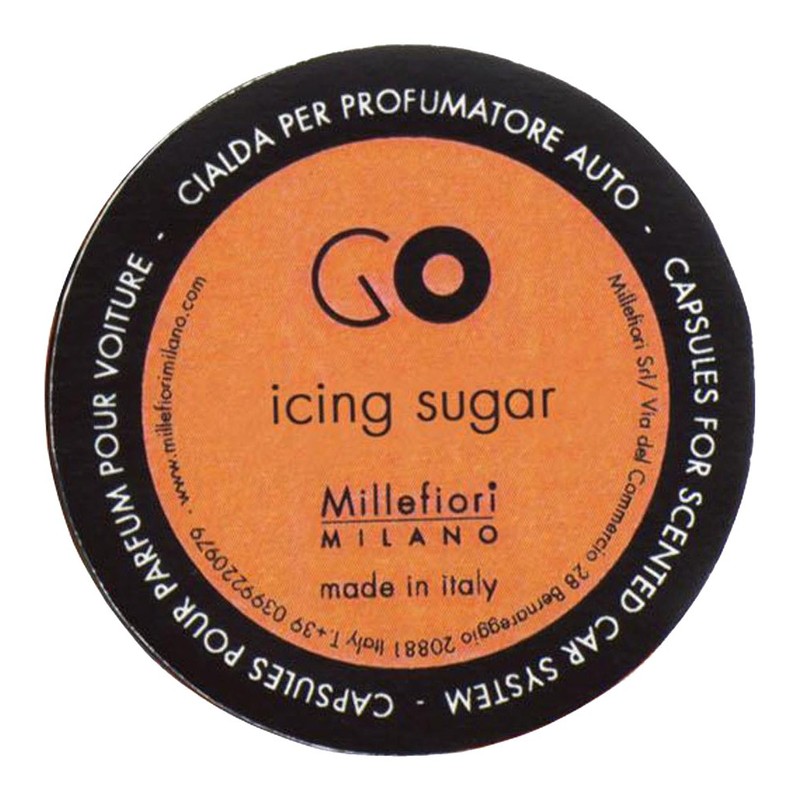 CIALDA PER PROFUMATORE AUTO - CAPSULES FOR SCENTED CAR SYSTEM - CAPSULES POUR PARFUM POUR VOITURE -
GO
icing sugar
Millefiori
MILANO
made in italy
Millefiori Srl/ Via del Commercio 28 Bernareggio 20881 Italy T.+39 0399220979 - www.millefiorimilano.com